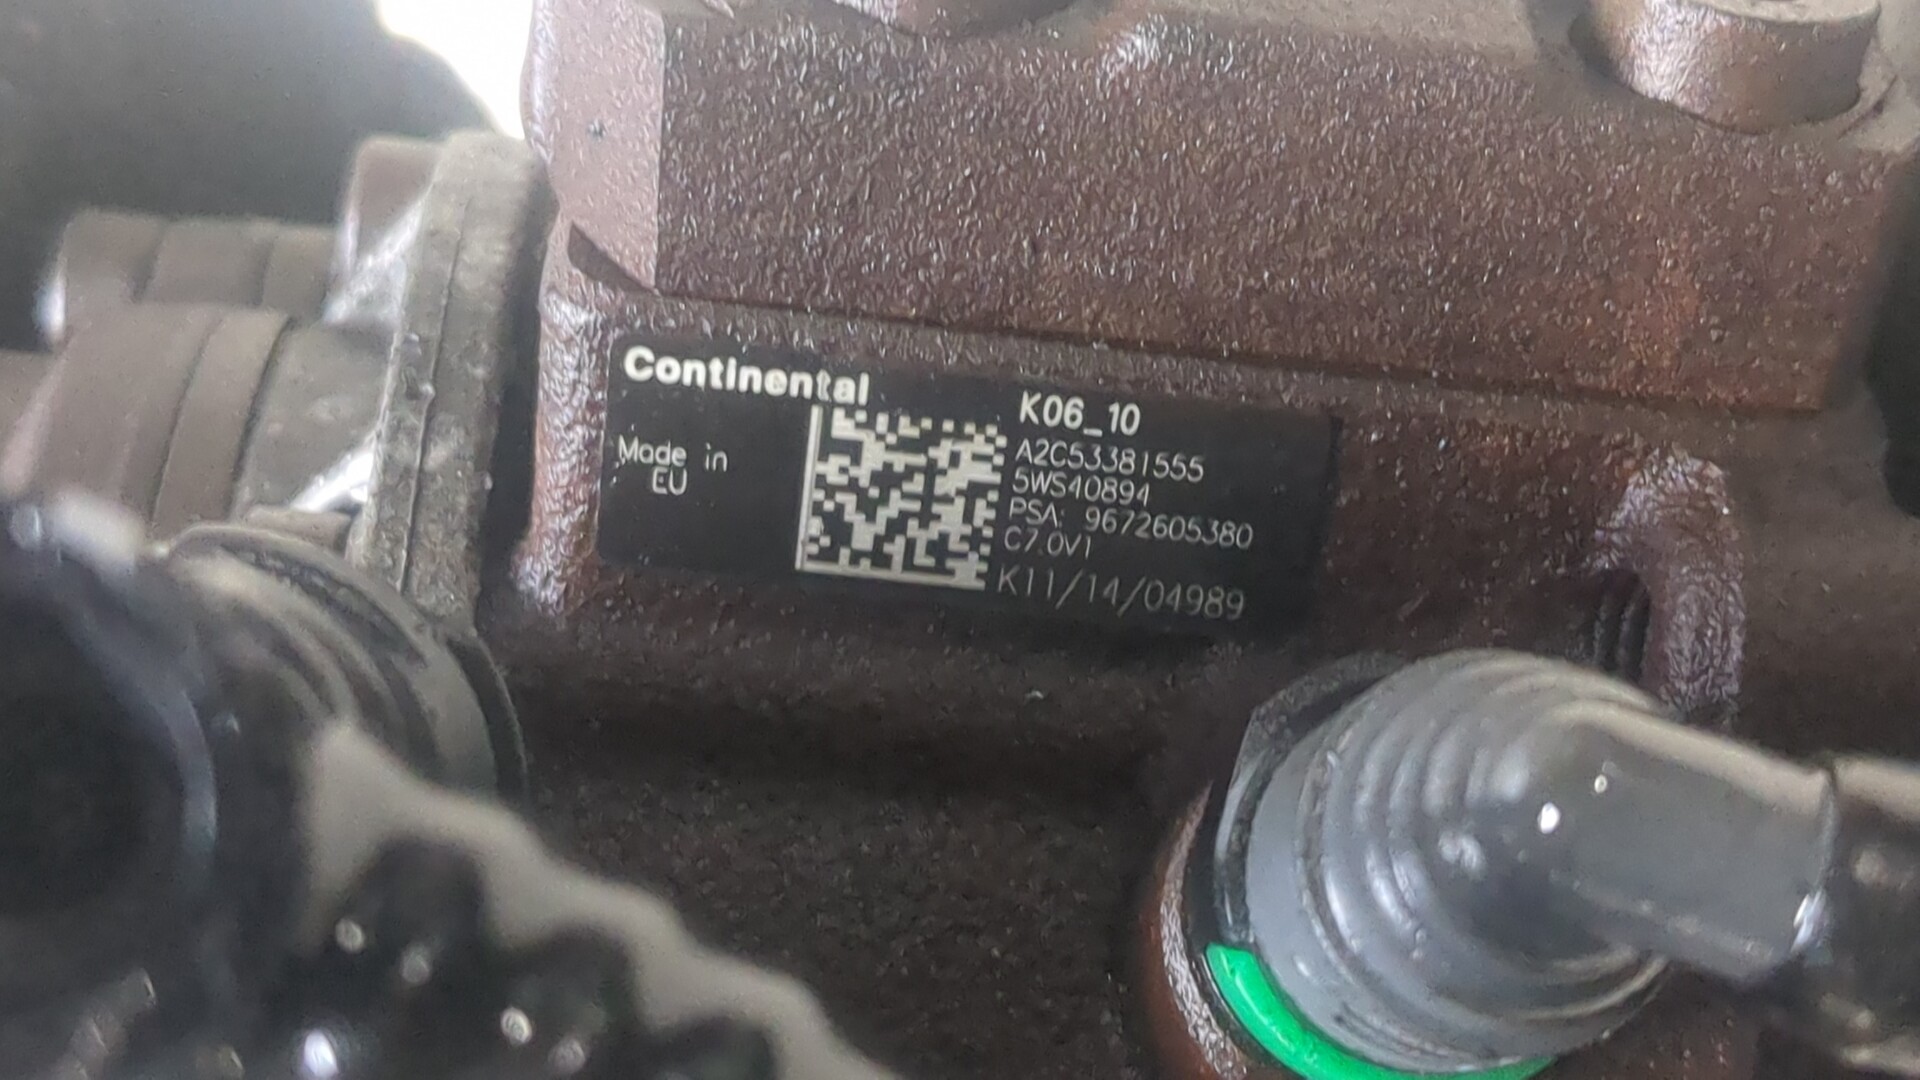 Continental
Made in
EU
K06_10
A2C53381555
5WS40894
PSA: 9672605380
C7.0V1
K11/14/04989